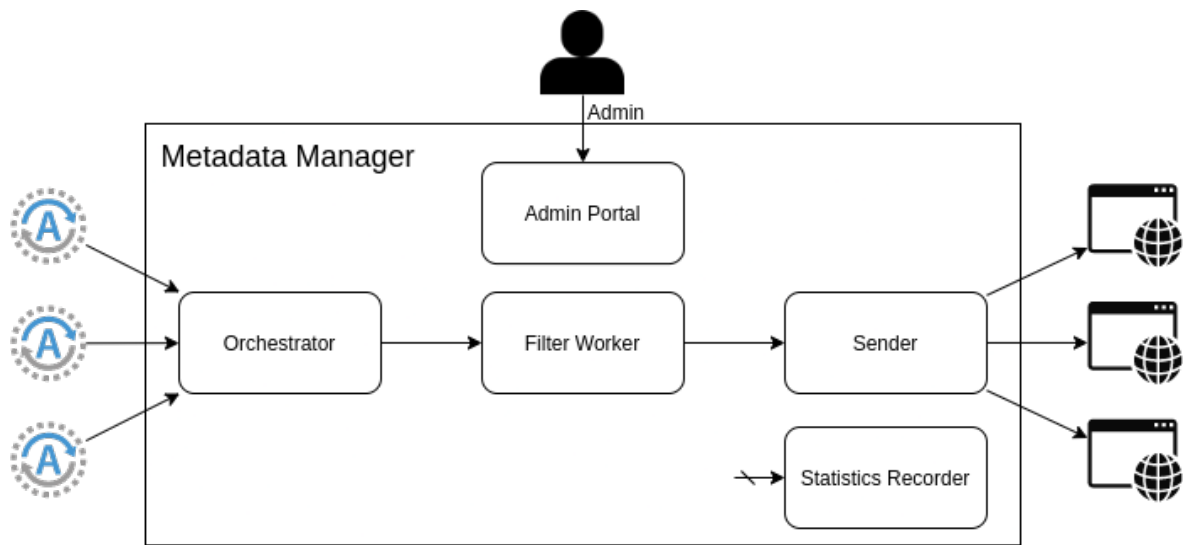 Admin
Metadata Manager
Admin Portal
A
A
A
Orchestrator
Filter Worker
Sender
Statistics Recorder